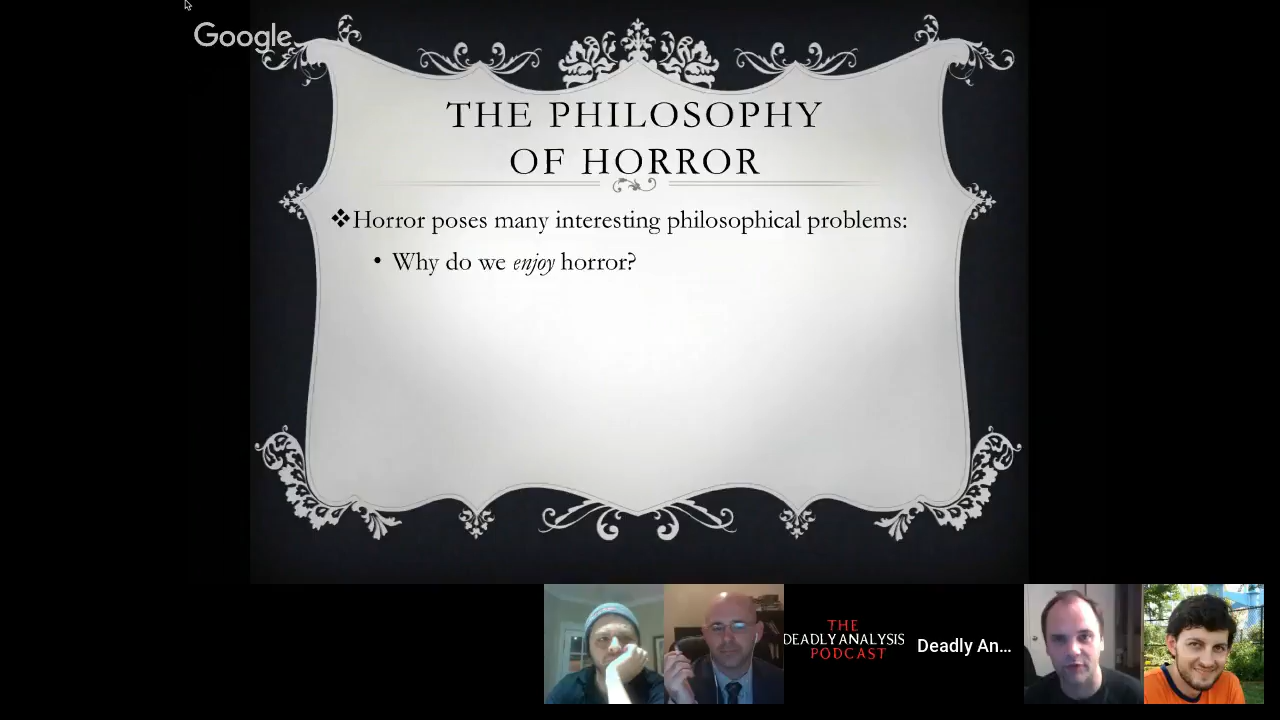 Google
THE PHILOSOPHY
OF HORROR
❖Horror poses many interesting philosophical problems:
• Why do we enjoy horror?
THE
DEADLY ANALYSIS
PODCAST
Deadly An...